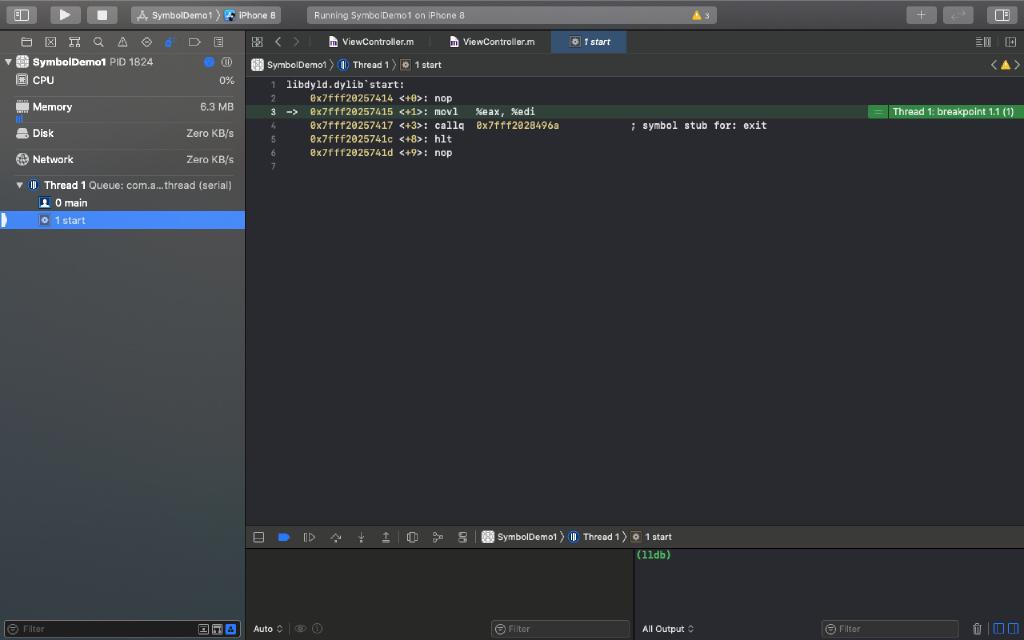 SymbolDemo1 〉 iPhone 8
Running SymbolDemo1 on iPhone 8
3
SymbolDemo1 PID 1824
CPU 0%
Memory 6.3 MB
Disk Zero KB/s
Network Zero KB/s
Thread 1 Queue: com.a...thread (serial)
0 main
1 start
Filter
ViewController.m ViewController.m 1 start
SymbolDemo1 〉 Thread 1 〉 1 start
1 libdyld.dylib`start:
2 0x7fff20257414 <+0>: nop
3 -> 0x7fff20257415 <+1>: movl %eax, %edi = Thread 1: breakpoint 1.1 (1)
4 0x7fff20257417 <+3>: callq 0x7fff2028496a ; symbol stub for: exit
5 0x7fff2025741c <+8>: hlt
6 0x7fff2025741d <+9>: nop
7
SymbolDemo1 〉 Thread 1 〉 1 start
(lldb)
Auto Filter
All Output Filter